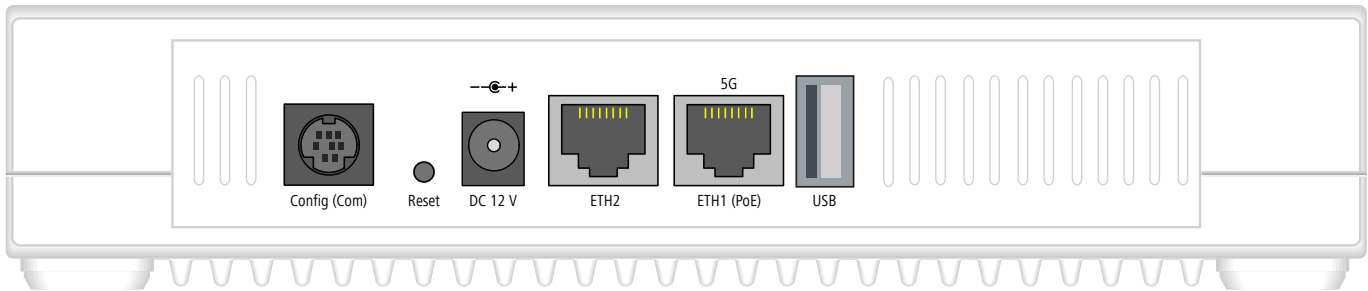 5G
Config (Com)
Reset
DC 12 V
ETH2
ETH1 (PoE)
USB